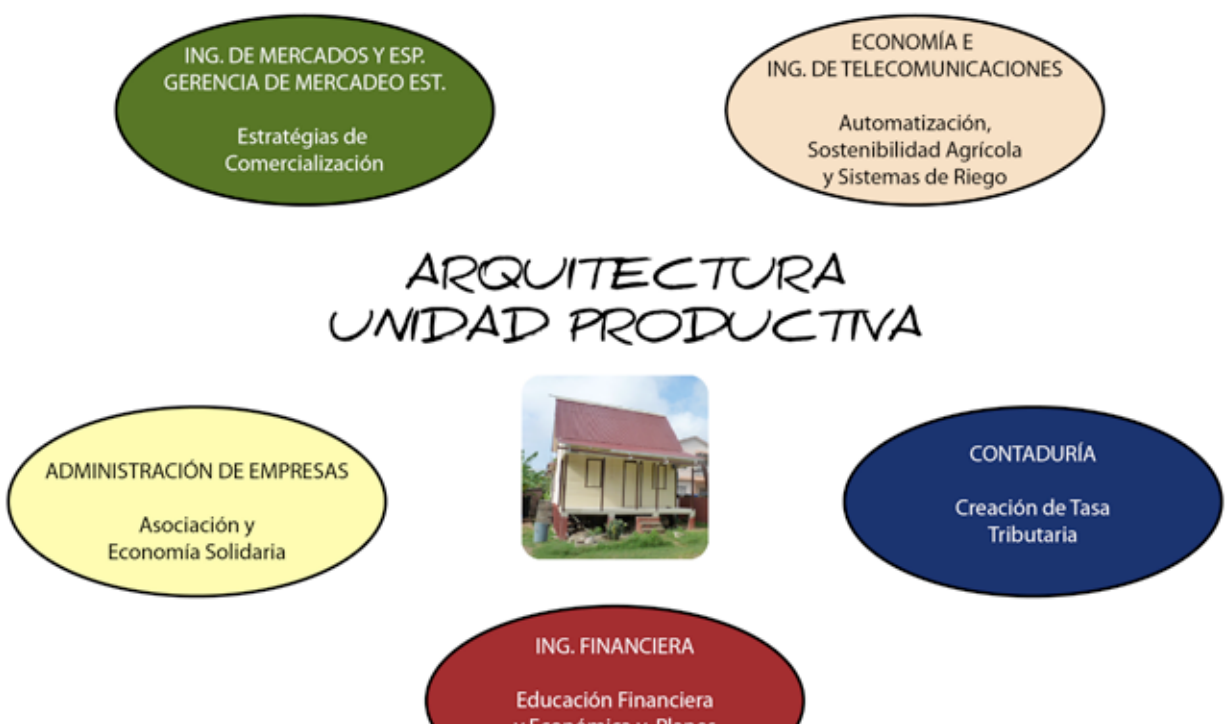 ING. DE MERCADOS Y ESP.
GERENCIA DE MERCADEO EST.
Estratégias de
Comercialización
ECONOMÍA E
ING. DE TELECOMUNICACIONES
Automatización,
Sostenibilidad Agrícola
y Sistemas de Riego
ARQUITECTURA
UNIDAD PRODUCTIVA
ADMINISTRACIÓN DE EMPRESAS
Asociación y
Economía Solidaria
CONTADURÍA
Creación de Tasa
Tributaria
ING. FINANCIERA
Educación Financiera
y Económica y Planes